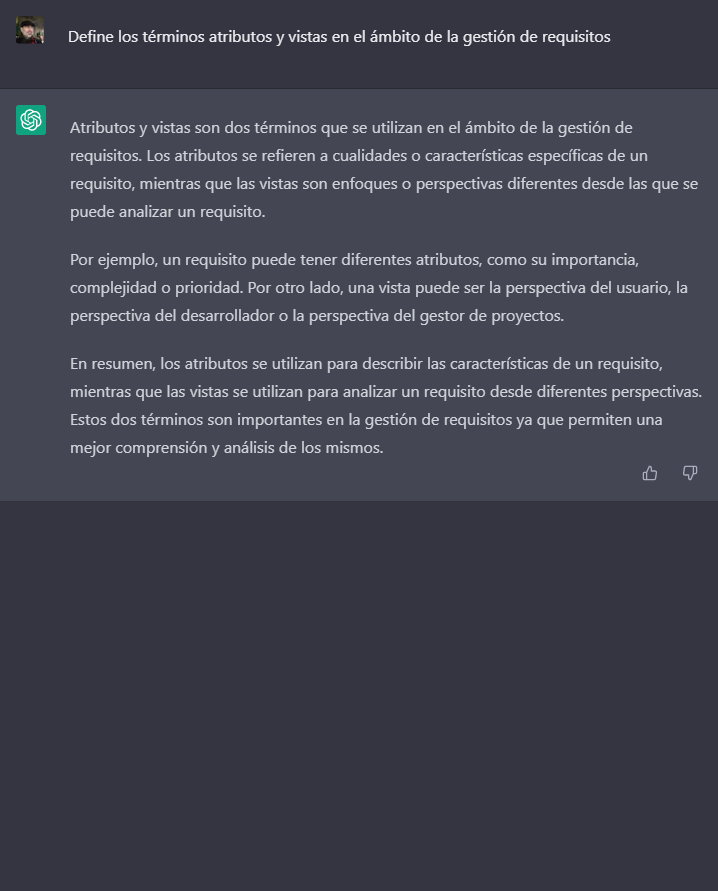 Define los términos atributos y vistas en el ámbito de la gestión de requisitos
Atributos y vistas son dos términos que se utilizan en el ámbito de la gestión de
requisitos. Los atributos se refieren a cualidades o características específicas de un
requisito, mientras que las vistas son enfoques o perspectivas diferentes desde las que se
puede analizar un requisito.
Por ejemplo, un requisito puede tener diferentes atributos, como su importancia,
complejidad o prioridad. Por otro lado, una vista puede ser la perspectiva del usuario, la
perspectiva del desarrollador o la perspectiva del gestor de proyectos.
En resumen, los atributos se utilizan para describir las características de un requisito,
mientras que las vistas se utilizan para analizar un requisito desde diferentes perspectivas.
Estos dos términos son importantes en la gestión de requisitos ya que permiten una
mejor comprensión y análisis de los mismos.